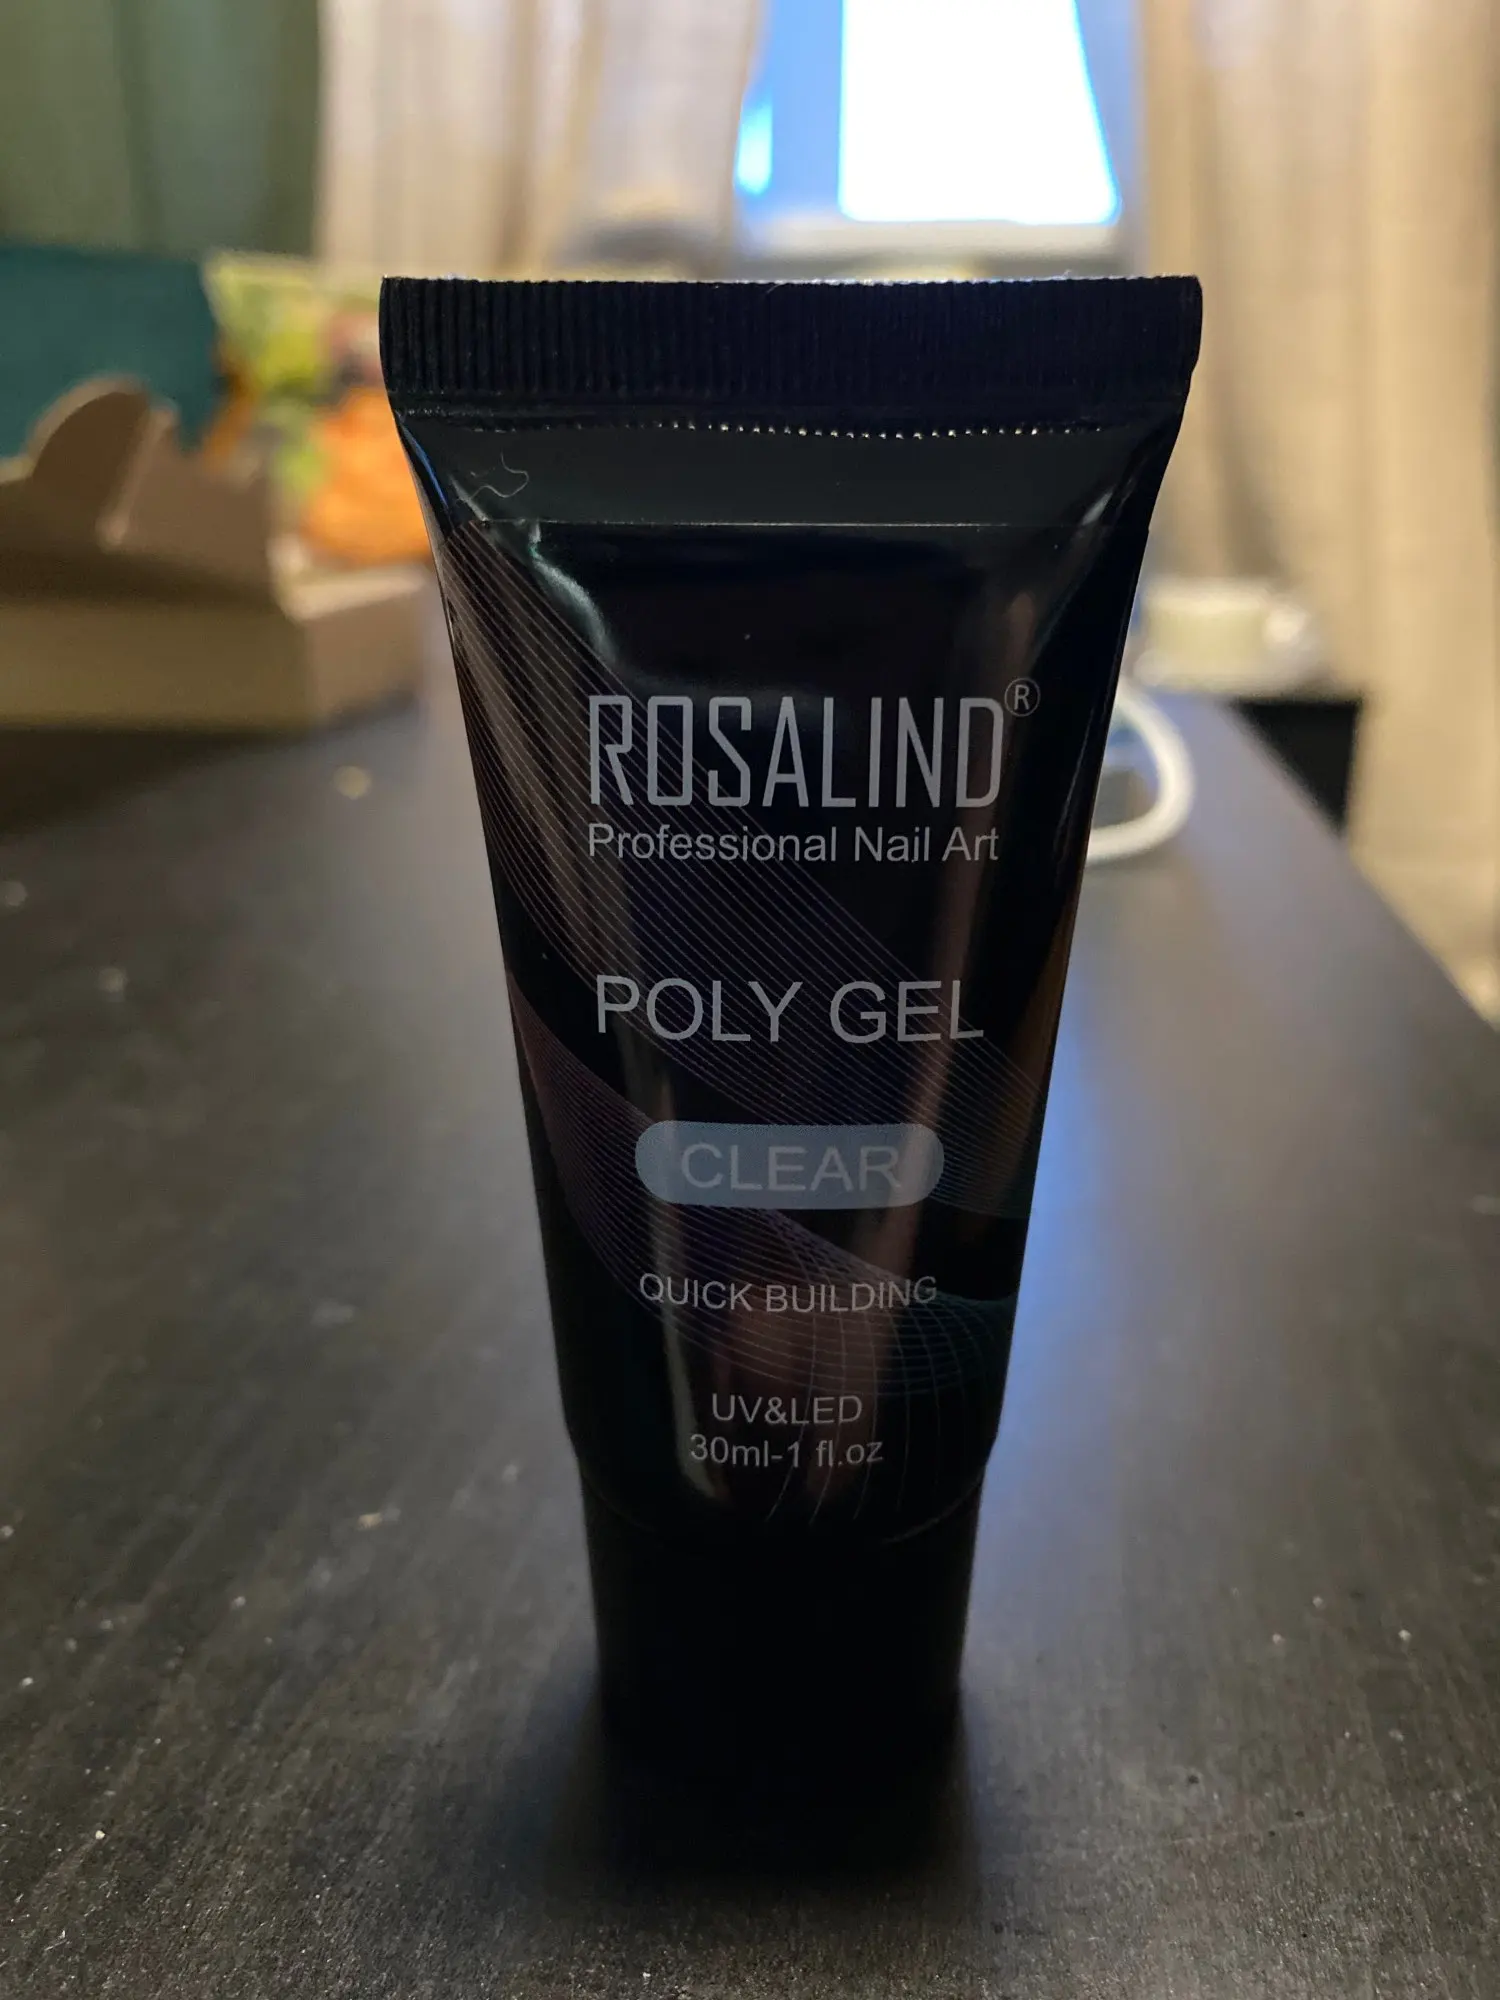 ROSALIND®
Professional Nail Art
POLY GEL
CLEAR
QUICK BUILDING
UV&LED
30ml-1 fl.oz